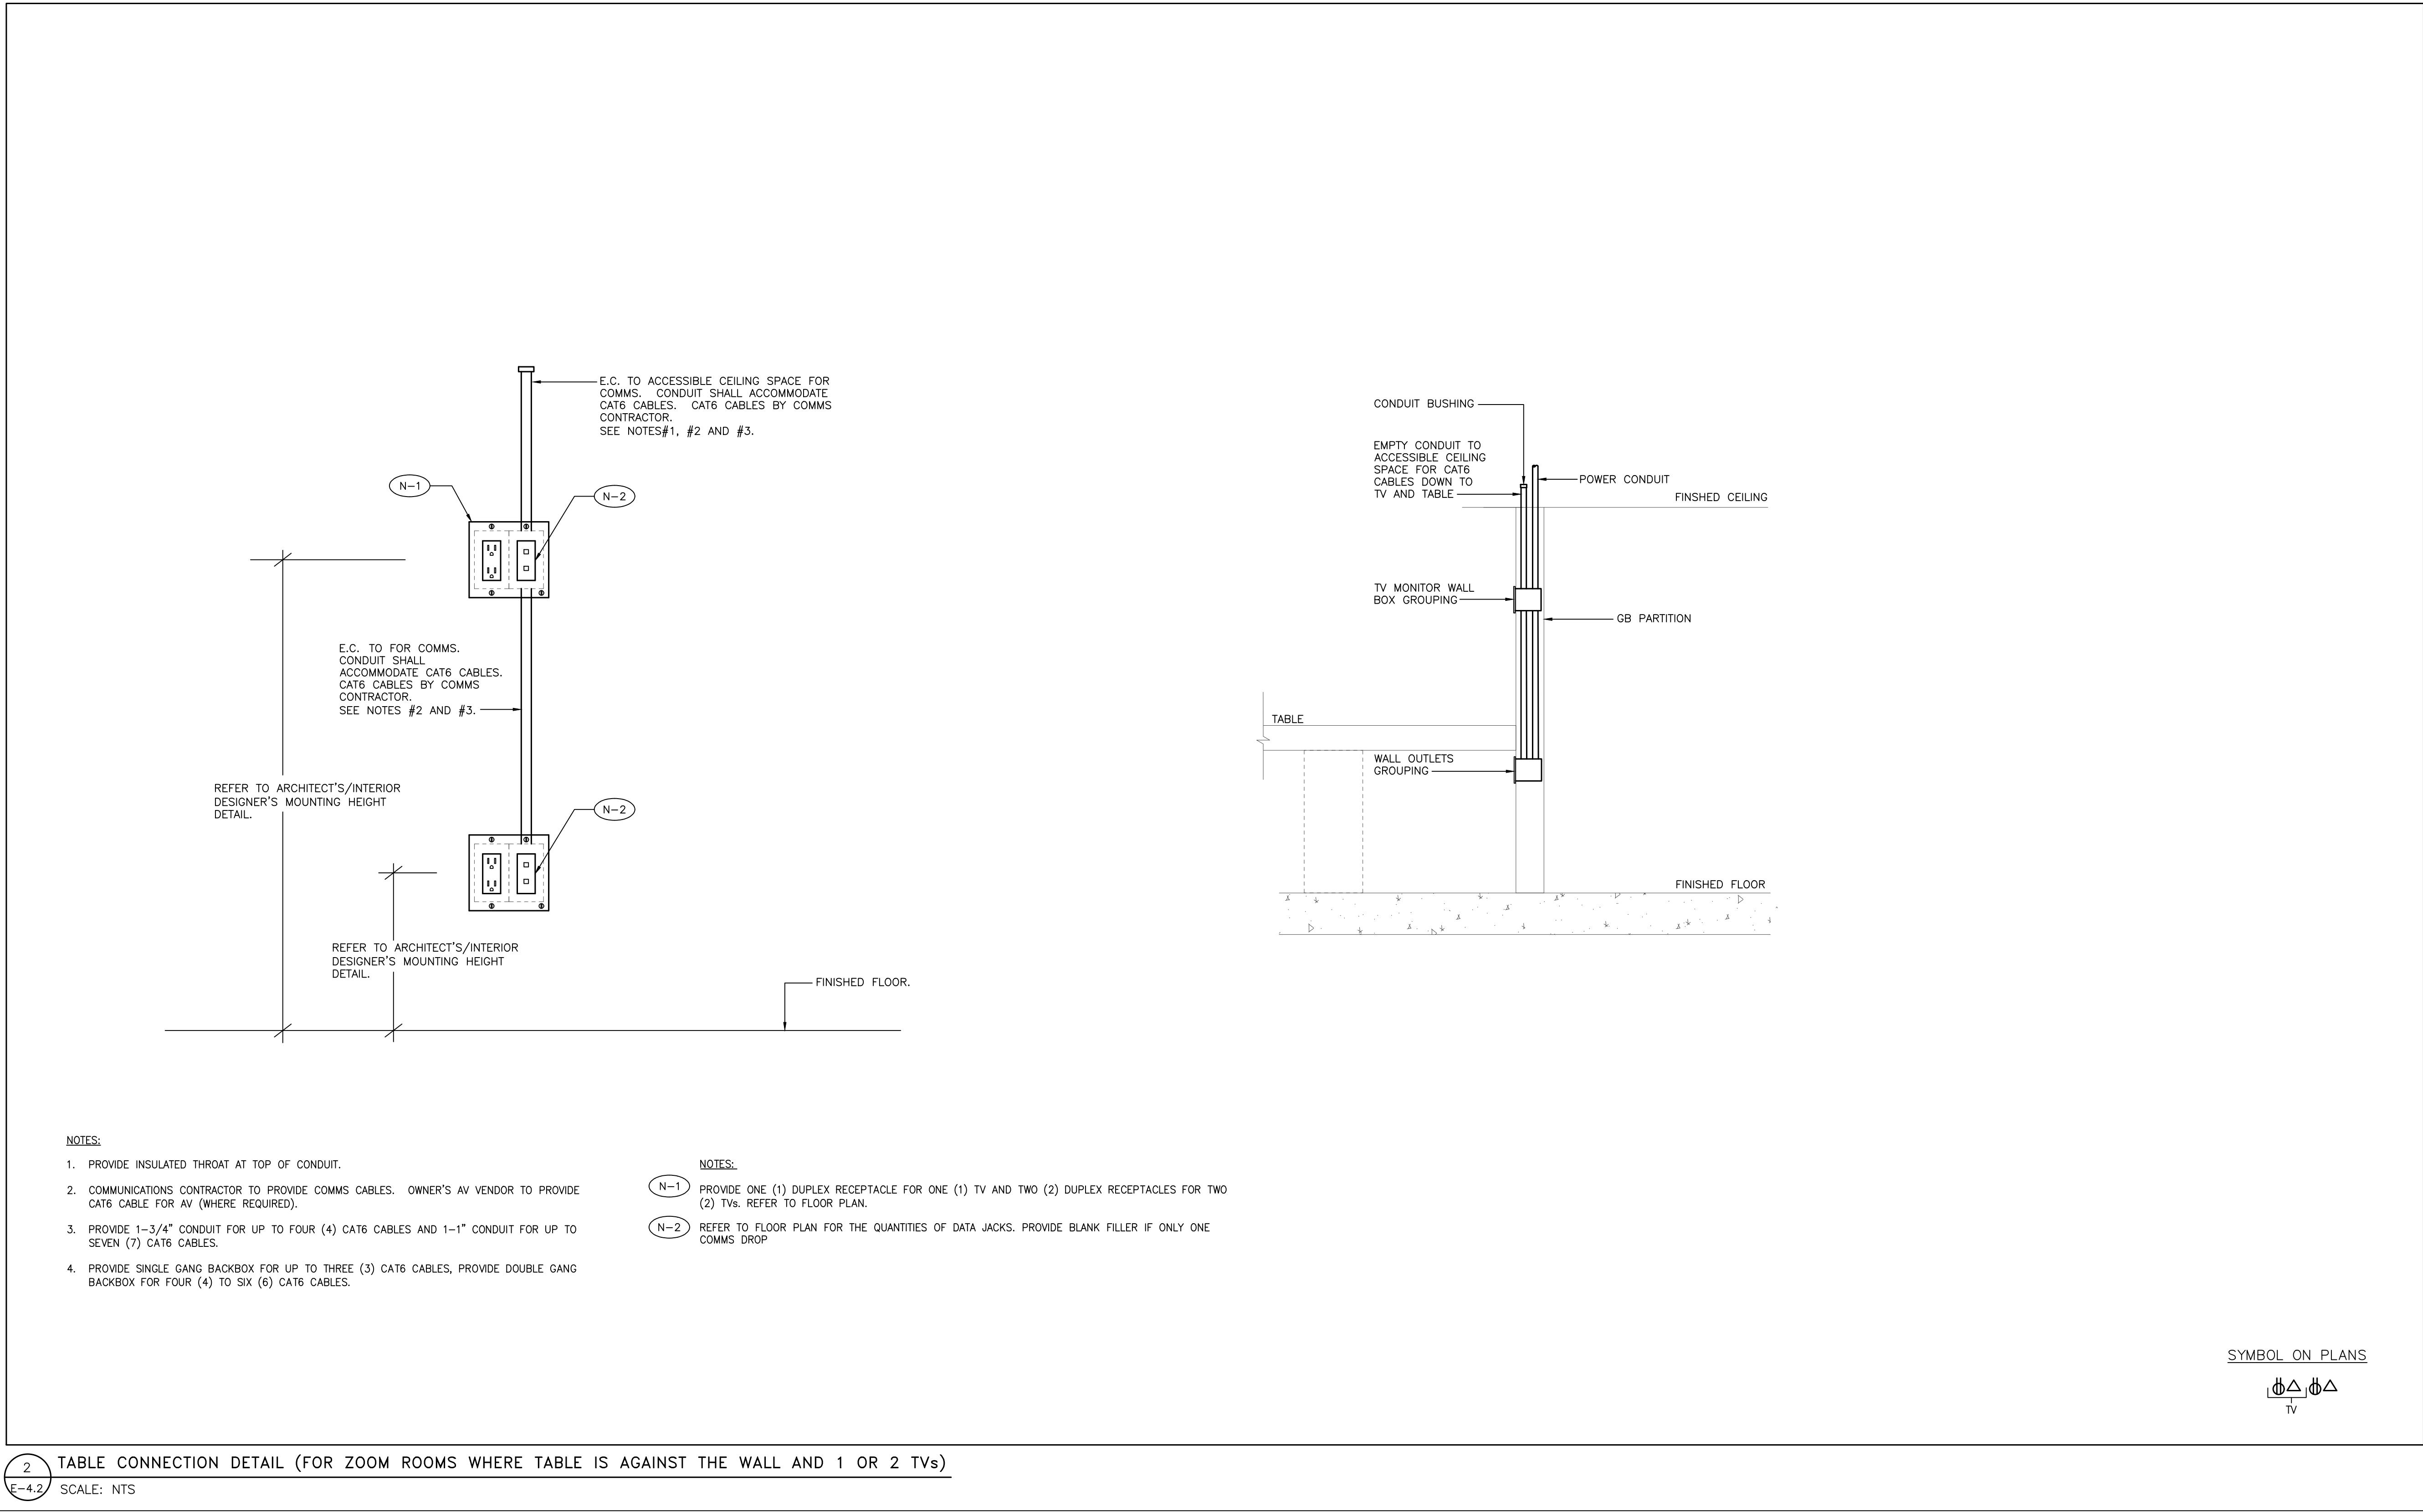 E.C. TO ACCESSIBLE CEILING SPACE FOR
COMMS. CONDUIT SHALL ACCOMMODATE
CAT6 CABLES. CAT6 CABLES BY COMMS
CONTRACTOR.
SEE NOTES#1, #2 AND #3.
N-1
N-2
E.C. TO FOR COMMS.
CONDUIT SHALL
ACCOMMODATE CAT6 CABLES.
CAT6 CABLES BY COMMS
CONTRACTOR.
SEE NOTES #2 AND #3.
REFER TO ARCHITECT'S/INTERIOR
DESIGNER'S MOUNTING HEIGHT
DETAIL.
N-2
REFER TO ARCHITECT'S/INTERIOR
DESIGNER'S MOUNTING HEIGHT
DETAIL.
FINISHED FLOOR.
CONDUIT BUSHING
EMPTY CONDUIT TO
ACCESSIBLE CEILING
SPACE FOR CAT6
CABLES DOWN TO
TV AND TABLE
POWER CONDUIT
FINSHED CEILING
TV MONITOR WALL
BOX GROUPING
GB PARTITION
TABLE
WALL OUTLETS
GROUPING
FINISHED FLOOR
NOTES:
1. PROVIDE INSULATED THROAT AT TOP OF CONDUIT.
2. COMMUNICATIONS CONTRACTOR TO PROVIDE COMMS CABLES. OWNER'S AV VENDOR TO PROVIDE
CAT6 CABLE FOR AV (WHERE REQUIRED).
3. PROVIDE 1-3/4" CONDUIT FOR UP TO FOUR (4) CAT6 CABLES AND 1-1" CONDUIT FOR UP TO
SEVEN (7) CAT6 CABLES.
4. PROVIDE SINGLE GANG BACKBOX FOR UP TO THREE (3) CAT6 CABLES, PROVIDE DOUBLE GANG
BACKBOX FOR FOUR (4) TO SIX (6) CAT6 CABLES.
NOTES:
N-1 PROVIDE ONE (1) DUPLEX RECEPTACLE FOR ONE (1) TV AND TWO (2) DUPLEX RECEPTACLES FOR TWO
(2) TVs. REFER TO FLOOR PLAN.
N-2 REFER TO FLOOR PLAN FOR THE QUANTITIES OF DATA JACKS. PROVIDE BLANK FILLER IF ONLY ONE
COMMS DROP
SYMBOL ON PLANS
TV
2
E-4.2
TABLE CONNECTION DETAIL (FOR ZOOM ROOMS WHERE TABLE IS AGAINST THE WALL AND 1 OR 2 TVs)
SCALE: NTS